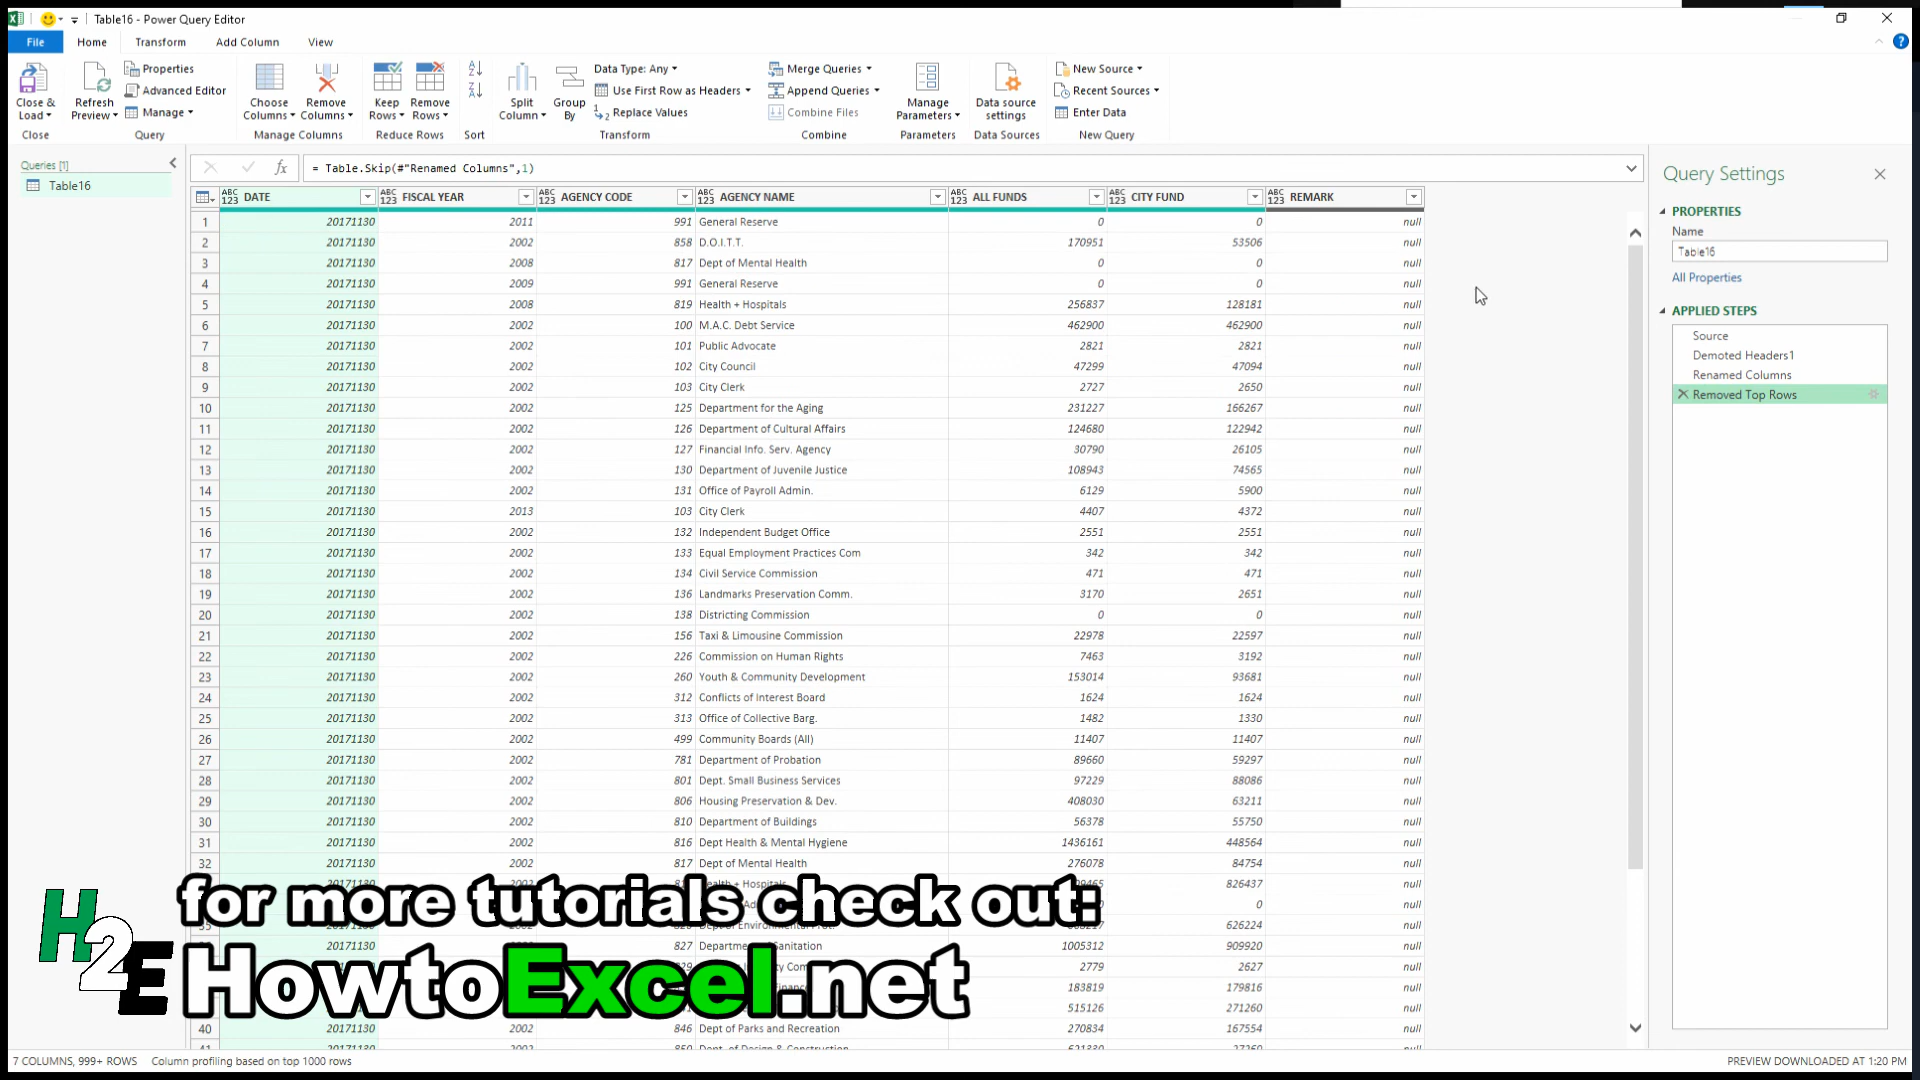 Table16 - Power Query Editor
File Home Transform Add Column View
Close & Load Refresh Preview Properties Advanced Editor Manage Choose Columns Remove Columns Keep Rows Remove Rows Split Column Group By Data Type: Any Use First Row as Headers Replace Values Merge Queries Append Queries Combine Files Manage Parameters Data source settings New Source Recent Sources Enter Data
Close Query Manage Columns Reduce Rows Sort Transform Combine Parameters Data Sources New Query
Queries [1]
Table16
fx = Table.Skip(#"Renamed Columns",1)
ABC 123 DATE ABC 123 FISCAL YEAR ABC 123 AGENCY CODE ABC 123 AGENCY NAME ABC 123 ALL FUNDS ABC 123 CITY FUND ABC 123 REMARK
1 20171130 2011 991 General Reserve 0 0 null
2 20171130 2002 858 D.O.I.T.T. 170951 53506 null
3 20171130 2008 817 Dept of Mental Health 0 0 null
4 20171130 2009 991 General Reserve 0 0 null
5 20171130 2008 819 Health + Hospitals 256837 128181 null
6 20171130 2002 100 M.A.C. Debt Service 462900 462900 null
7 20171130 2002 101 Public Advocate 2821 2821 null
8 20171130 2002 102 City Council 47299 47094 null
9 20171130 2002 103 City Clerk 2727 2650 null
10 20171130 2002 125 Department for the Aging 231227 166267 null
11 20171130 2002 126 Department of Cultural Affairs 124680 122942 null
12 20171130 2002 127 Financial Info. Serv. Agency 30790 26105 null
13 20171130 2002 130 Department of Juvenile Justice 108943 74565 null
14 20171130 2002 131 Office of Payroll Admin. 6129 5900 null
15 20171130 2013 103 City Clerk 4407 4372 null
16 20171130 2002 132 Independent Budget Office 2551 2551 null
17 20171130 2002 133 Equal Employment Practices Com 342 342 null
18 20171130 2002 134 Civil Service Commission 471 471 null
19 20171130 2002 136 Landmarks Preservation Comm. 3170 2651 null
20 20171130 2002 138 Districting Commission 0 0 null
21 20171130 2002 156 Taxi & Limousine Commission 22978 22597 null
22 20171130 2002 226 Commission on Human Rights 7463 3192 null
23 20171130 2002 260 Youth & Community Development 153014 93681 null
24 20171130 2002 312 Conflicts of Interest Board 1624 1624 null
25 20171130 2002 313 Office of Collective Barg. 1482 1330 null
26 20171130 2002 499 Community Boards (All) 11407 11407 null
27 20171130 2002 781 Department of Probation 89660 59297 null
28 20171130 2002 801 Dept. Small Business Services 97229 88086 null
29 20171130 2002 806 Housing Preservation & Dev. 408030 63211 null
30 20171130 2002 810 Department of Buildings 56378 55750 null
31 20171130 2002 816 Dept Health & Mental Hygiene 1436161 448564 null
32 20171130 2002 817 Dept of Mental Health 276078 84754 null
826437 null
0 null
626224 null
827 Sanitation 1005312 909920 null
2779 2627 null
183819 179816 null
515126 271260 null
40 20171130 2002 846 Dept of Parks and Recreation 270834 167554 null
for more tutorials check out:
H2E HowtoExcel.net
Query Settings
PROPERTIES
Name
Table16
All Properties
APPLIED STEPS
Source
Demoted Headers1
Renamed Columns
Removed Top Rows
7 COLUMNS, 999+ ROWS Column profiling based on top 1000 rows PREVIEW DOWNLOADED AT 1:20 PM